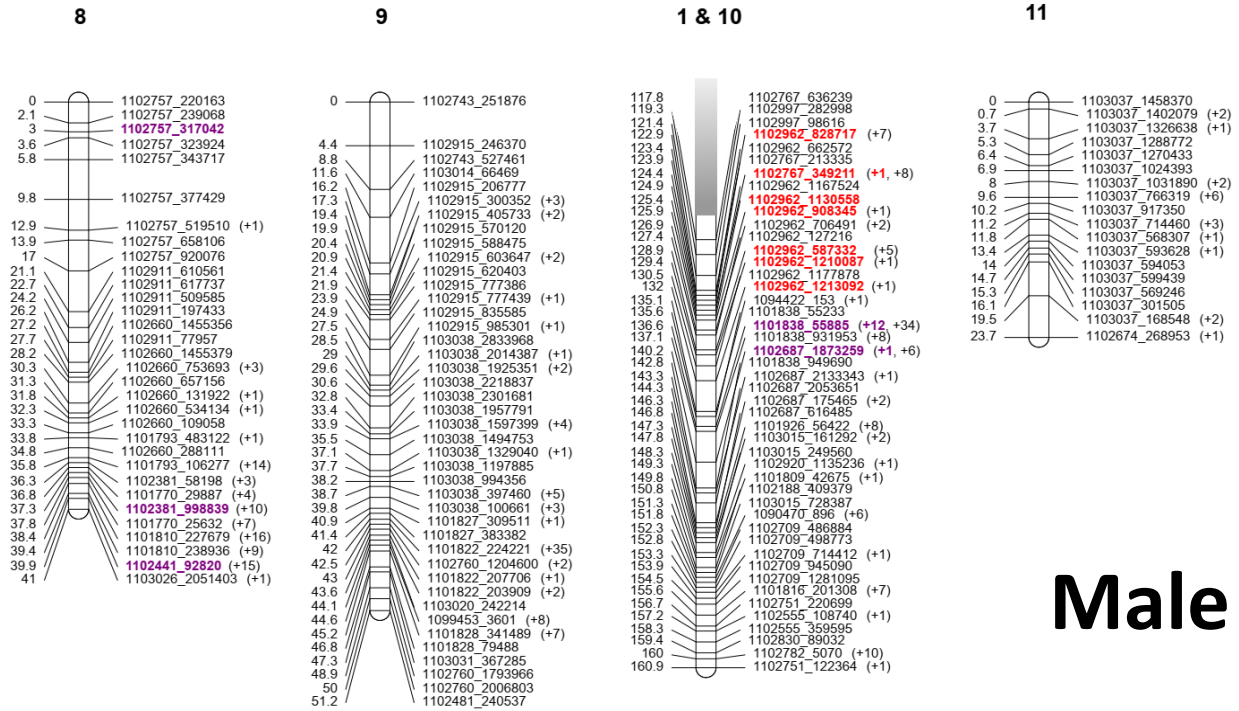 8
0 1102757_220163
2.1 1102757_239068
3 1102757_317042
3.6 1102757_323924
5.8 1102757_343717
9.8 1102757_377429
12.9 1102757_519510 (+1)
13.9 1102757_658106
17 1102757_920076
21.1 1102911_610561
22.7 1102911_617737
24.2 1102911_509585
26.2 1102911_197433
27.2 1102660_1455356
27.7 1102911_77957
28.2 1102660_1455379
30.3 1102660_753693 (+3)
31.3 1102660_657156
31.8 1102660_131922 (+1)
32.3 1102660_534134 (+1)
33.3 1102660_109058
33.8 1101793_483122 (+1)
34.8 1102660_288111
35.8 1101793_106277 (+14)
36.3 1102381_58198 (+3)
36.8 1101770_29887 (+4)
37.3 1102381_998839 (+10)
37.8 1101770_25632 (+7)
38.4 1101810_227679 (+16)
39.4 1101810_238936 (+9)
39.9 1102441_92820 (+15)
41 1103026_2051403 (+1)
9
0 1102743_251876
4.4 1102915_246370
8.8 1102743_527461
11.6 1103014_66469
16.2 1102915_206777
17.3 1102915_300352 (+3)
19.4 1102915_405733 (+2)
19.9 1102915_570120
20.4 1102915_588475
20.9 1102915_603647 (+2)
21.4 1102915_620403
21.9 1102915_777386
23.9 1102915_777439 (+1)
24.9 1102915_835585
27.5 1102915_985301 (+1)
28.5 1103038_2833968
29 1103038_2014387 (+1)
29.6 1103038_1925351 (+2)
30.6 1103038_2218837
32.8 1103038_2301681
33.4 1103038_1957791
33.9 1103038_1597399 (+4)
35.5 1103038_1494753
37.1 1103038_1329040 (+1)
37.7 1103038_1197885
38.2 1103038_994356
38.7 1103038_397460 (+5)
39.8 1103038_100661 (+3)
40.9 1101827_309511 (+1)
41.4 1101827_383382
42 1101822_224221 (+35)
42.5 1102760_1204600 (+2)
43 1101822_207706 (+1)
43.6 1101822_203909 (+2)
44.1 1103020_242214
44.6 1099453_3601 (+8)
45.2 1101828_341489 (+7)
46.8 1101828_79488
47.3 1103031_367285
48.9 1102760_1793966
50 1102760_2006803
51.2 1102481_240537
1 & 10
117.8 1102767_636239
119.3 1102997_282998
121.4 1102997_98616
122.9 1102962_828717 (+7)
123.4 1102962_662572
123.9 1102767_213335
124.4 1102767_349211 (+1, +8)
124.9 1102962_1167524
125.4 1102962_1130558
125.9 1102962_908345 (+1)
126.9 1102962_706491 (+2)
127.4 1102962_127216
128.9 1102962_587332 (+5)
129.4 1102962_1210087 (+1)
130.5 1102962_1177878
132 1102962_1213092 (+1)
135.1 1094422_153 (+1)
135.6 1101838_55233
136.6 1101838_55885 (+12, +34)
137.1 1101838_931953 (+8)
140.2 1102687_1873259 (+1, +6)
142.8 1101838_949690
143.3 1102687_2133343 (+1)
144.3 1102687_2053651
146.3 1102687_175465 (+2)
146.8 1102687_616485
147.3 1101926_56422 (+8)
147.8 1103015_161292 (+2)
148.3 1103015_249560
149.3 1102920_1135236 (+1)
149.8 1101809_42675 (+1)
150.8 1102188_409379
151.3 1103015_728387
151.8 1090470_896 (+6)
152.3 1102709_486884
152.8 1102709_498773
153.3 1102709_714412 (+1)
153.9 1102709_945090
154.5 1102709_1281095
155.6 1101816_201308 (+7)
156.7 1102751_220699
157.2 1102555_108740 (+1)
158.3 1102555_359595
159.4 1102830_89032
160 1102782_5070 (+10)
160.9 1102751_122364 (+1)
11
0 1103037_1458370
0.7 1103037_1402079 (+2)
3.7 1103037_1326638 (+1)
5.3 1103037_1288772
6.4 1103037_1270433
6.9 1103037_1024393
8 1103037_1031890 (+2)
9.6 1103037_766319 (+6)
10.2 1103037_917350
11.2 1103037_714460 (+3)
11.8 1103037_568307 (+1)
13.4 1103037_593628 (+1)
14 1103037_594053
14.7 1103037_599439
15.3 1103037_569246
16.1 1103037_301505
19.5 1103037_168548 (+2)
23.7 1102674_268953 (+1)
Male